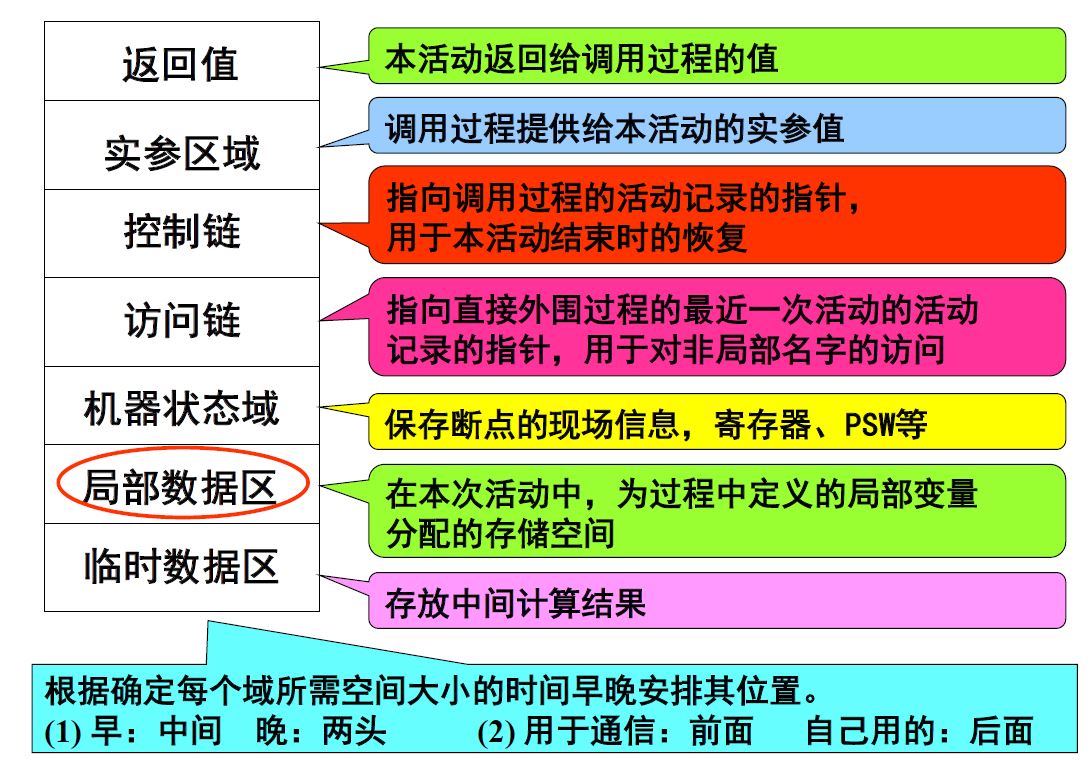 返回值
本活动返回给调用过程的值
实参区域
调用过程提供给本活动的实参值
控制链
指向调用过程的活动记录的指针，
用于本活动结束时的恢复
访问链
指向直接外围过程的最近一次活动的活动
记录的指针，用于对非局部名字的访问
机器状态域
保存断点的现场信息，寄存器、PSW等
局部数据区
在本次活动中，为过程中定义的局部变量
分配的存储空间
临时数据区
存放中间计算结果
根据确定每个域所需空间大小的时间早晚安排其位置。
(1) 早：中间 晚：两头 (2) 用于通信：前面 自己用的：后面